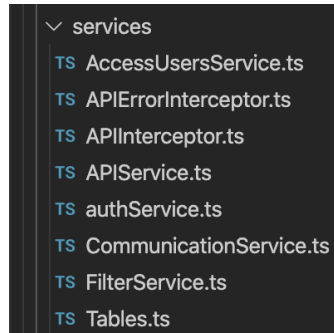 services
TS AccessUsersService.ts
TS APIErrorInterceptor.ts
TS APIInterceptor.ts
TS APIService.ts
TS authService.ts
TS CommunicationService.ts
TS FilterService.ts
TS Tables.ts